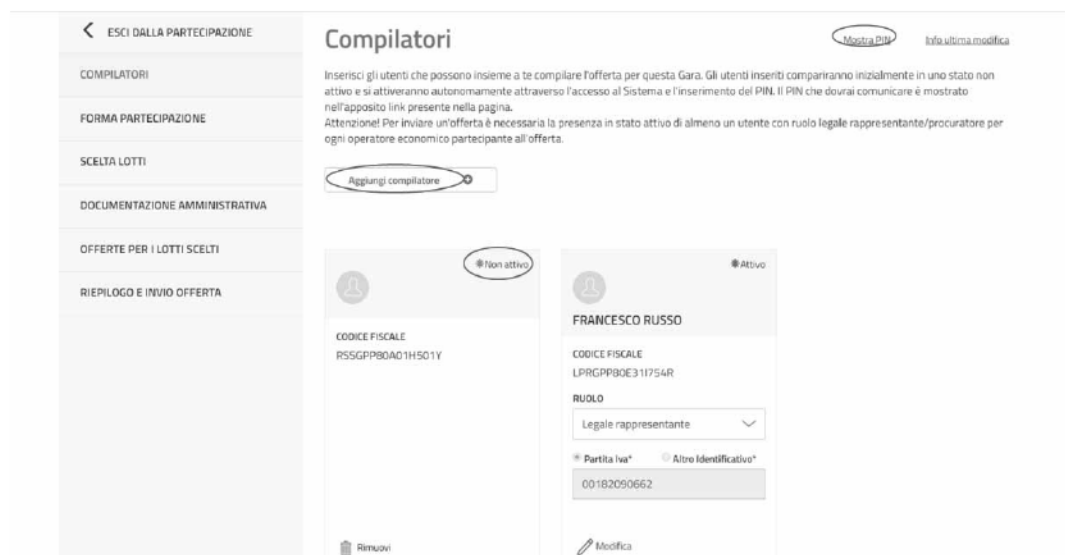 ESCI DALLA PARTECIPAZIONE
COMPILATORI
FORMA PARTECIPAZIONE
SCELTA LOTTI
DOCUMENTAZIONE AMMINISTRATIVA
OFFERTE PER I LOTTI SCELTI
RIEPILOGO E INVIO OFFERTA
Compilatori
Mostra PIN
Info ultima modifica
Inserisci gli utenti che possono insieme a te compilare l'offerta per questa Gara. Gli utenti inseriti compariranno inizialmente in uno stato non
attivo e si attiveranno autonomamente attraverso l'accesso al Sistema e l'inserimento del PIN. Il PIN che dovrai comunicare è mostrato
nell'apposito link presente nella pagina.
Attenzione! Per inviare un'offerta è necessaria la presenza in stato attivo di almeno un utente con ruolo legale rappresentante/procuratore per
ogni operatore economico partecipante all'offerta.
Aggiungi compilatore
Non attivo
CODICE FISCALE
RSSGPP80A01H501Y
Rimuovi
Attivo
FRANCESCO RUSSO
CODICE FISCALE
LPRGPP80E31I754R
RUOLO
Legale rappresentante
Partita Iva* Altro Identificativo*
00182090662
Modifica